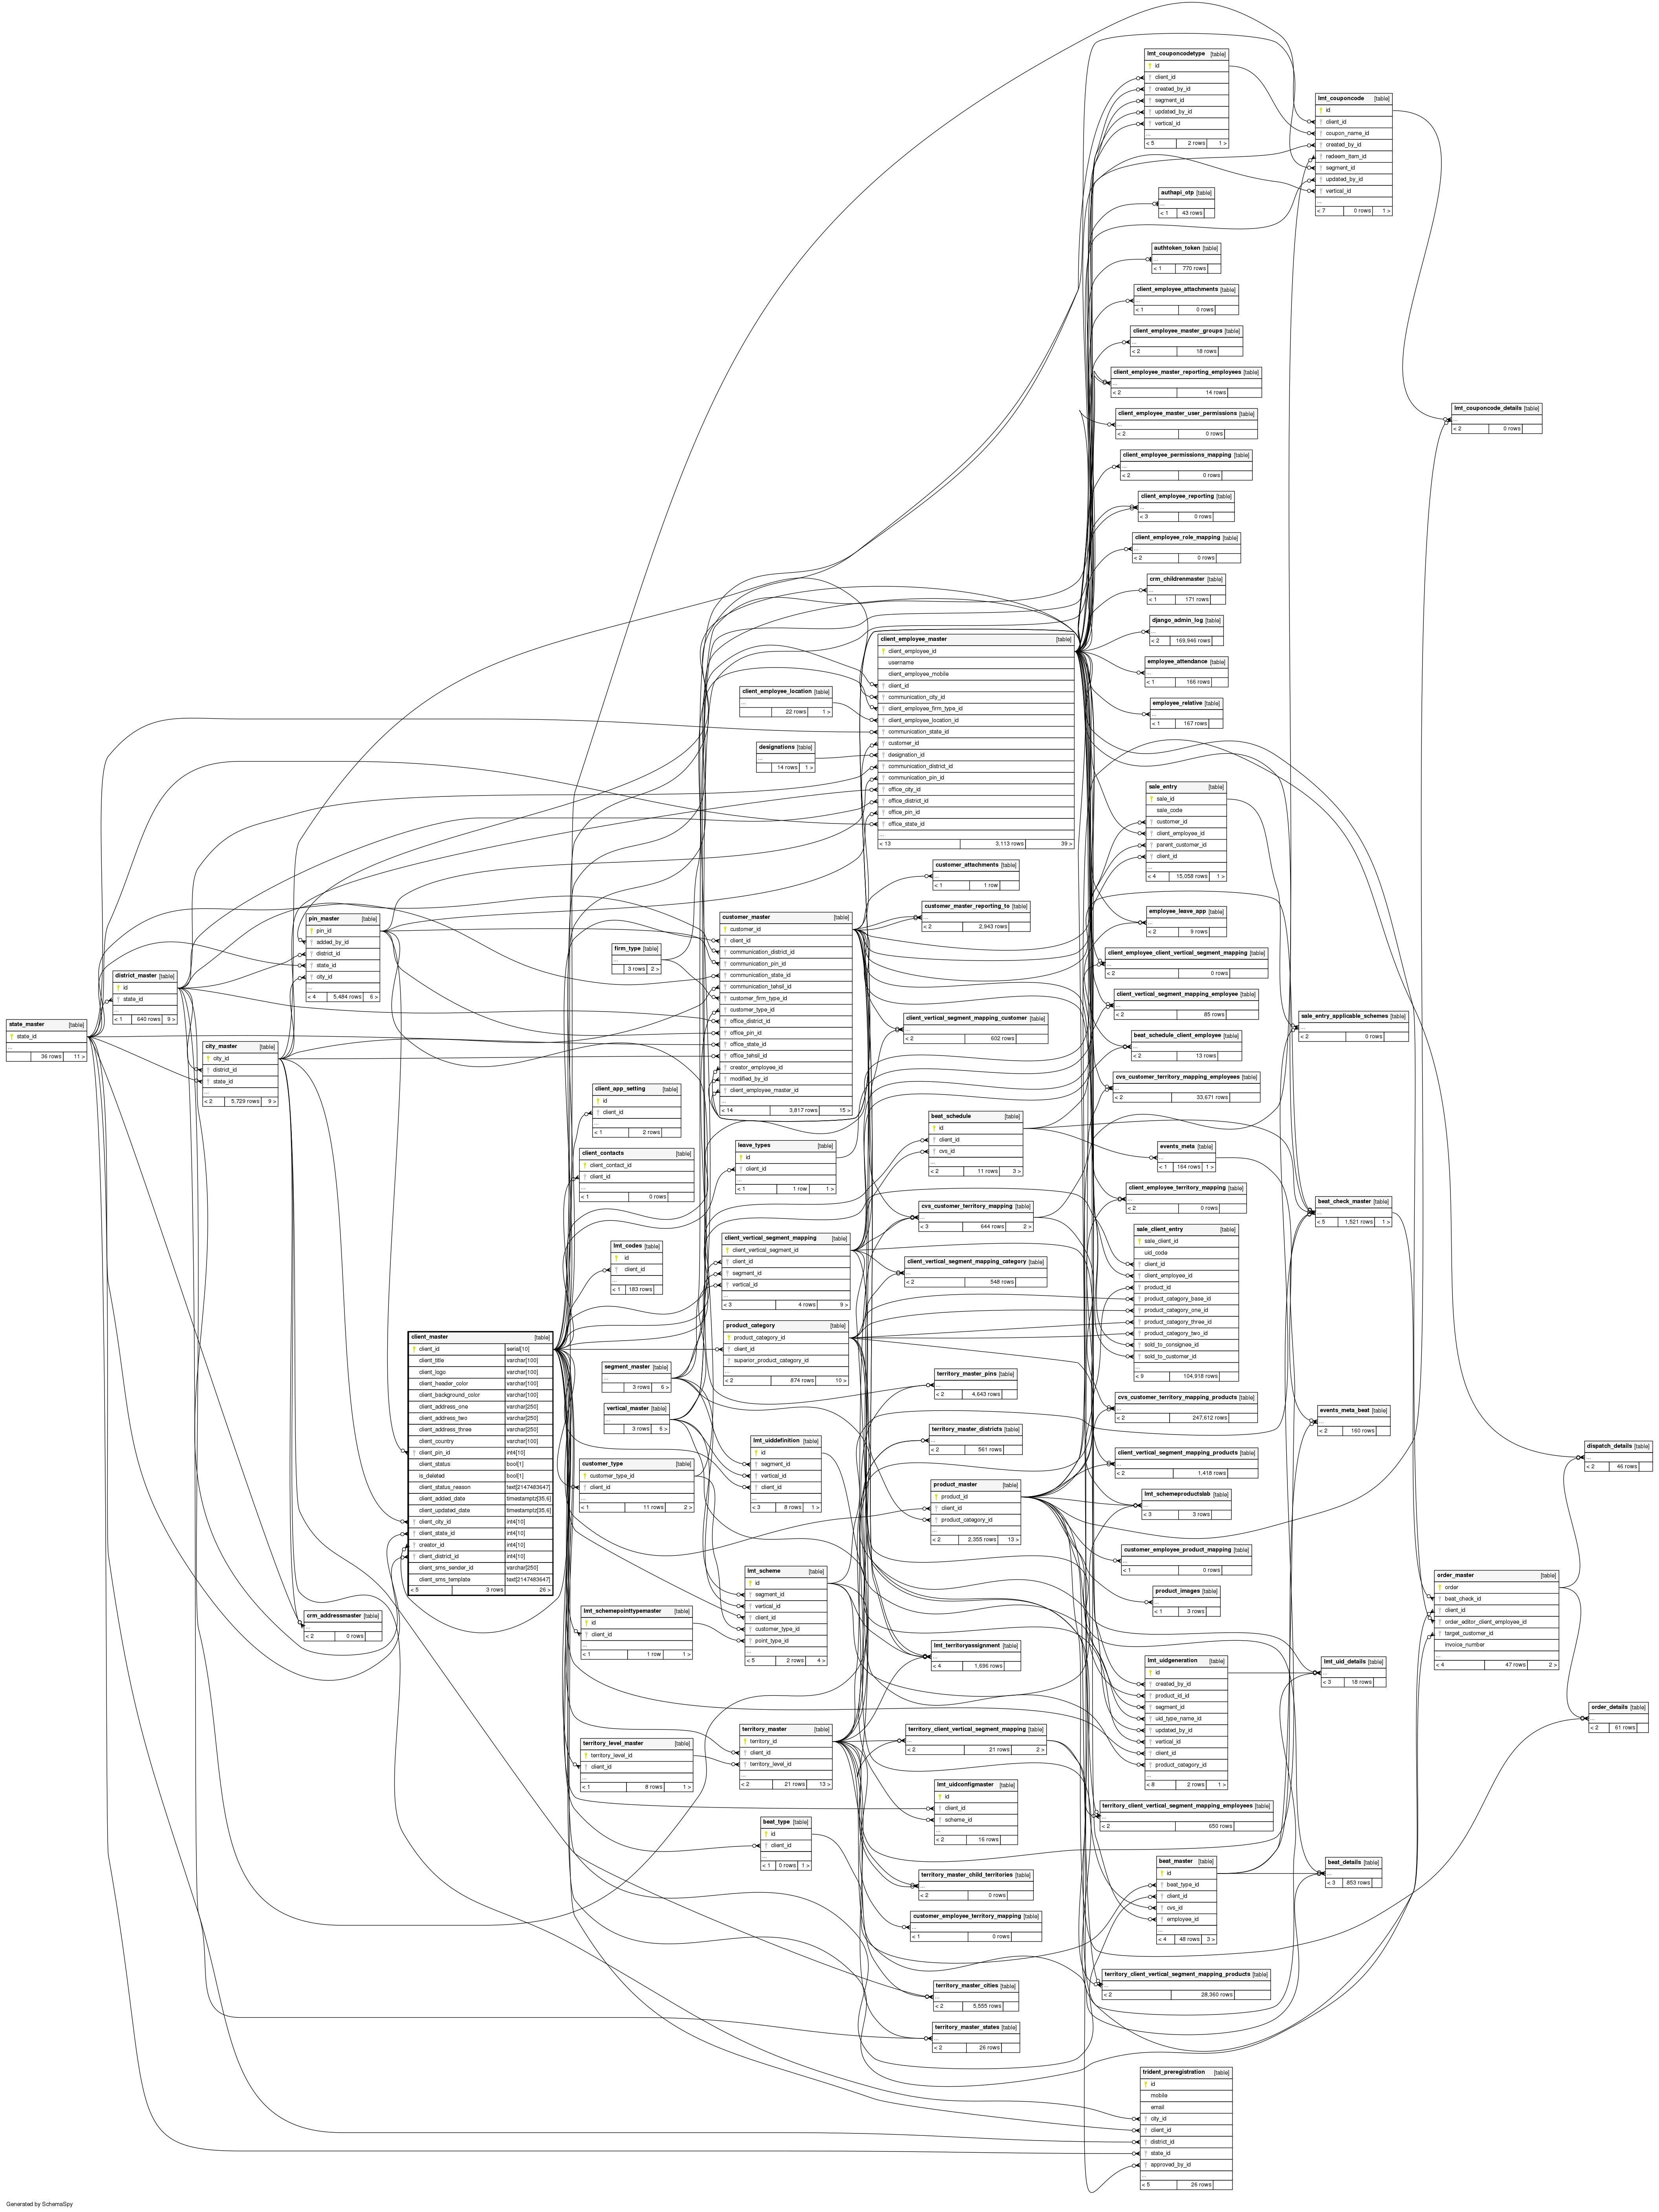 lmt_couponcodetype [table]
id
client_id
created_by_id
segment_id
updated_by_id
vertical_id
...
< 5 2 rows 1 >
lmt_couponcode [table]
id
client_id
coupon_name_id
created_by_id
redeem_item_id
segment_id
updated_by_id
vertical_id
...
< 7 0 rows 1 >
authapi_otp [table]
...
< 1 43 rows
authtoken_token [table]
...
< 1 770 rows
client_employee_attachments [table]
...
< 1 0 rows
client_employee_master_groups [table]
...
< 2 18 rows
client_employee_master_reporting_employees [table]
...
< 2 14 rows
client_employee_master_user_permissions [table]
...
< 2 0 rows
lmt_couponcode_details [table]
...
< 2 0 rows
client_employee_permissions_mapping [table]
...
< 2 0 rows
client_employee_reporting [table]
...
< 3 0 rows
client_employee_role_mapping [table]
...
< 2 0 rows
crm_childrenmaster [table]
...
< 1 171 rows
django_admin_log [table]
...
< 2 169,946 rows
employee_attendance [table]
...
< 1 166 rows
employee_relative [table]
...
< 1 167 rows
client_employee_master [table]
client_employee_id
username
client_employee_mobile
client_id
communication_city_id
client_employee_firm_type_id
client_employee_location_id
communication_state_id
customer_id
designation_id
communication_district_id
communication_pin_id
office_city_id
office_district_id
office_pin_id
office_state_id
...
< 13 3,113 rows 39 >
client_employee_location [table]
...
22 rows 1 >
designations [table]
...
14 rows 1 >
sale_entry [table]
sale_id
sale_code
customer_id
client_employee_id
parent_customer_id
client_id
...
< 4 15,058 rows 1 >
customer_attachments [table]
...
< 1 1 row
customer_master_reporting_to [table]
...
< 2 2,943 rows
employee_leave_app [table]
...
< 2 9 rows
pin_master [table]
pin_id
added_by_id
district_id
state_id
city_id
...
< 4 5,484 rows 6 >
customer_master [table]
customer_id
client_id
communication_district_id
communication_pin_id
communication_state_id
communication_tehsil_id
customer_firm_type_id
customer_type_id
office_district_id
office_pin_id
office_state_id
office_tehsil_id
creator_employee_id
modified_by_id
client_employee_master_id
...
< 14 3,817 rows 15 >
firm_type [table]
...
3 rows 2 >
client_employee_client_vertical_segment_mapping [table]
...
< 2 0 rows
district_master [table]
id
state_id
...
< 1 640 rows 9 >
client_vertical_segment_mapping_employee [table]
...
< 2 85 rows
state_master [table]
state_id
...
36 rows 11 >
client_vertical_segment_mapping_customer [table]
...
< 2 602 rows
sale_entry_applicable_schemes [table]
...
< 2 0 rows
beat_schedule_client_employee [table]
...
< 2 13 rows
city_master [table]
city_id
district_id
state_id
...
< 2 5,729 rows 9 >
cvs_customer_territory_mapping_employees [table]
...
< 2 33,671 rows
client_app_setting [table]
id
client_id
...
< 1 2 rows
beat_schedule [table]
id
client_id
cvs_id
...
< 2 11 rows 3 >
leave_types [table]
id
client_id
...
< 1 1 row 1 >
client_contacts [table]
client_contact_id
client_id
...
< 1 0 rows
events_meta [table]
...
< 1 164 rows 1 >
client_employee_territory_mapping [table]
...
< 2 0 rows
beat_check_master [table]
...
< 5 1,521 rows 1 >
cvs_customer_territory_mapping [table]
...
< 3 644 rows 2 >
sale_client_entry [table]
sale_client_id
uid_code
client_id
client_employee_id
product_id
product_category_base_id
product_category_one_id
product_category_three_id
product_category_two_id
sold_to_consignee_id
sold_to_customer_id
...
< 9 104,918 rows
client_vertical_segment_mapping [table]
client_vertical_segment_id
client_id
segment_id
vertical_id
...
< 3 4 rows 9 >
lmt_codes [table]
id
client_id
...
< 1 183 rows
client_vertical_segment_mapping_category [table]
...
< 2 548 rows
product_category [table]
product_category_id
client_id
superior_product_category_id
...
< 2 874 rows 10 >
client_master [table]
client_id serial[10]
client_title varchar[100]
client_logo varchar[100]
client_header_color varchar[100]
client_background_color varchar[100]
client_address_one varchar[250]
client_address_two varchar[250]
client_address_three varchar[250]
client_country varchar[100]
client_pin_id int4[10]
client_status bool[1]
is_deleted bool[1]
client_status_reason text[2147483647]
client_added_date timestamptz[35,6]
client_updated_date timestamptz[35,6]
client_city_id int4[10]
client_state_id int4[10]
creator_id int4[10]
client_district_id int4[10]
client_sms_sender_id varchar[250]
client_sms_template text[2147483647]
< 5 3 rows 26 >
segment_master [table]
...
3 rows 6 >
vertical_master [table]
...
3 rows 6 >
territory_master_pins [table]
...
< 2 4,643 rows
cvs_customer_territory_mapping_products [table]
...
< 2 247,612 rows
events_meta_beat [table]
...
< 2 160 rows
territory_master_districts [table]
...
< 2 561 rows
lmt_uiddefinition [table]
id
segment_id
vertical_id
client_id
...
< 3 8 rows 1 >
customer_type [table]
customer_type_id
client_id
...
< 1 11 rows 2 >
client_vertical_segment_mapping_products [table]
...
< 2 1,418 rows
dispatch_details [table]
...
< 2 46 rows
product_master [table]
product_id
client_id
product_category_id
...
< 2 2,355 rows 13 >
lmt_schemeproductslab [table]
...
< 3 3 rows
customer_employee_product_mapping [table]
...
< 1 0 rows
lmt_scheme [table]
id
segment_id
vertical_id
client_id
customer_type_id
point_type_id
...
< 5 2 rows 4 >
order_master [table]
order
beat_check_id
client_id
order_editor_client_employee_id
target_customer_id
invoice_number
...
< 4 47 rows 2 >
product_images [table]
...
< 1 3 rows
crm_addressmaster [table]
...
< 2 0 rows
lmt_schemepointtypemaster [table]
id
client_id
...
< 1 1 row 1 >
lmt_territoryassignment [table]
...
< 4 1,696 rows
lmt_uidgeneration [table]
id
created_by_id
product_id_id
segment_id
uid_type_name_id
updated_by_id
vertical_id
client_id
product_category_id
...
< 8 2 rows 1 >
lmt_uid_details [table]
...
< 3 18 rows
order_details [table]
...
< 2 61 rows
territory_level_master [table]
territory_level_id
client_id
...
< 1 8 rows 1 >
territory_master [table]
territory_id
client_id
territory_level_id
...
< 2 21 rows 13 >
territory_client_vertical_segment_mapping [table]
...
< 2 21 rows 2 >
lmt_uidconfigmaster [table]
id
client_id
scheme_id
...
< 2 16 rows
territory_client_vertical_segment_mapping_employees [table]
...
< 2 650 rows
beat_type [table]
id
client_id
...
< 1 0 rows 1 >
beat_master [table]
id
beat_type_id
client_id
cvs_id
employee_id
...
< 4 48 rows 3 >
beat_details [table]
...
< 3 853 rows
territory_master_child_territories [table]
...
< 2 0 rows
customer_employee_territory_mapping [table]
...
< 1 0 rows
territory_client_vertical_segment_mapping_products [table]
...
< 2 28,360 rows
territory_master_cities [table]
...
< 2 5,555 rows
territory_master_states [table]
...
< 2 26 rows
trident_preregistration [table]
id
mobile
email
city_id
client_id
district_id
state_id
approved_by_id
...
< 5 26 rows
Generated by SchemaSpy